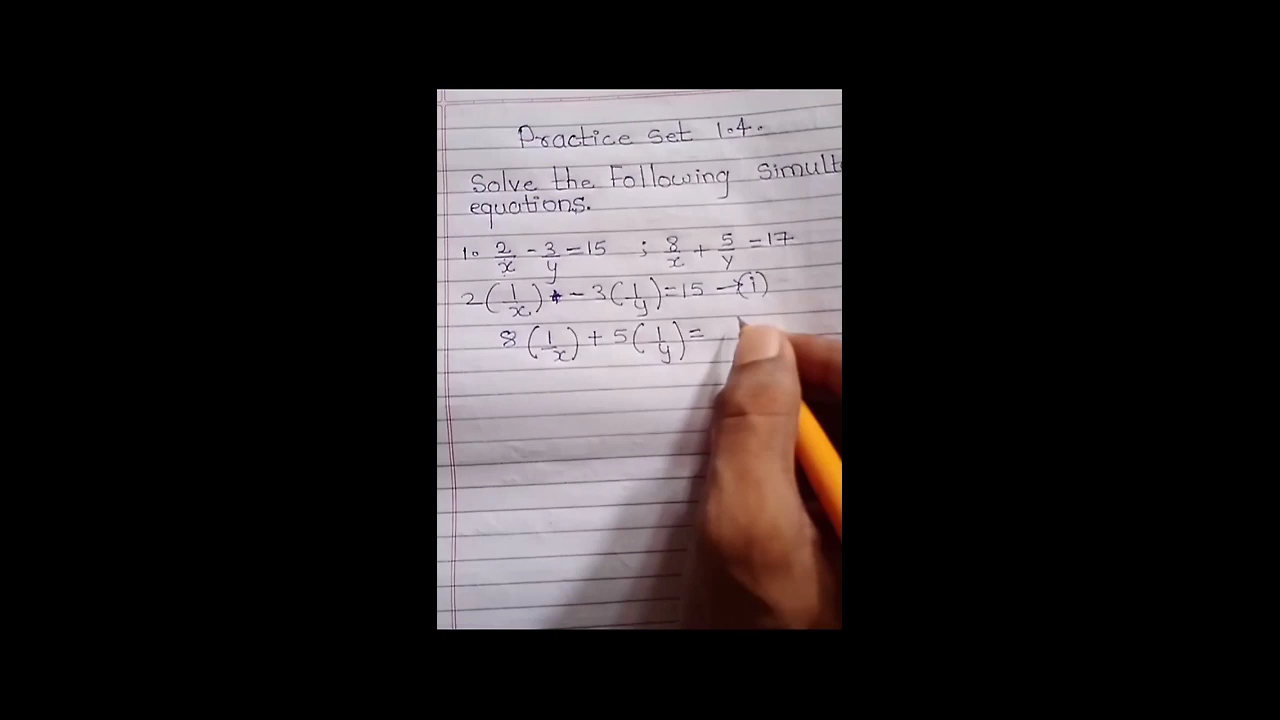 Practice set 1.4.
Solve the Following
equations.
1. 2/x - 3/y = 15 ; 8/x + 5/y = 17
2(1/x) - 3(1/y) = 15 → (i)
8(1/x) + 5(1/y) =